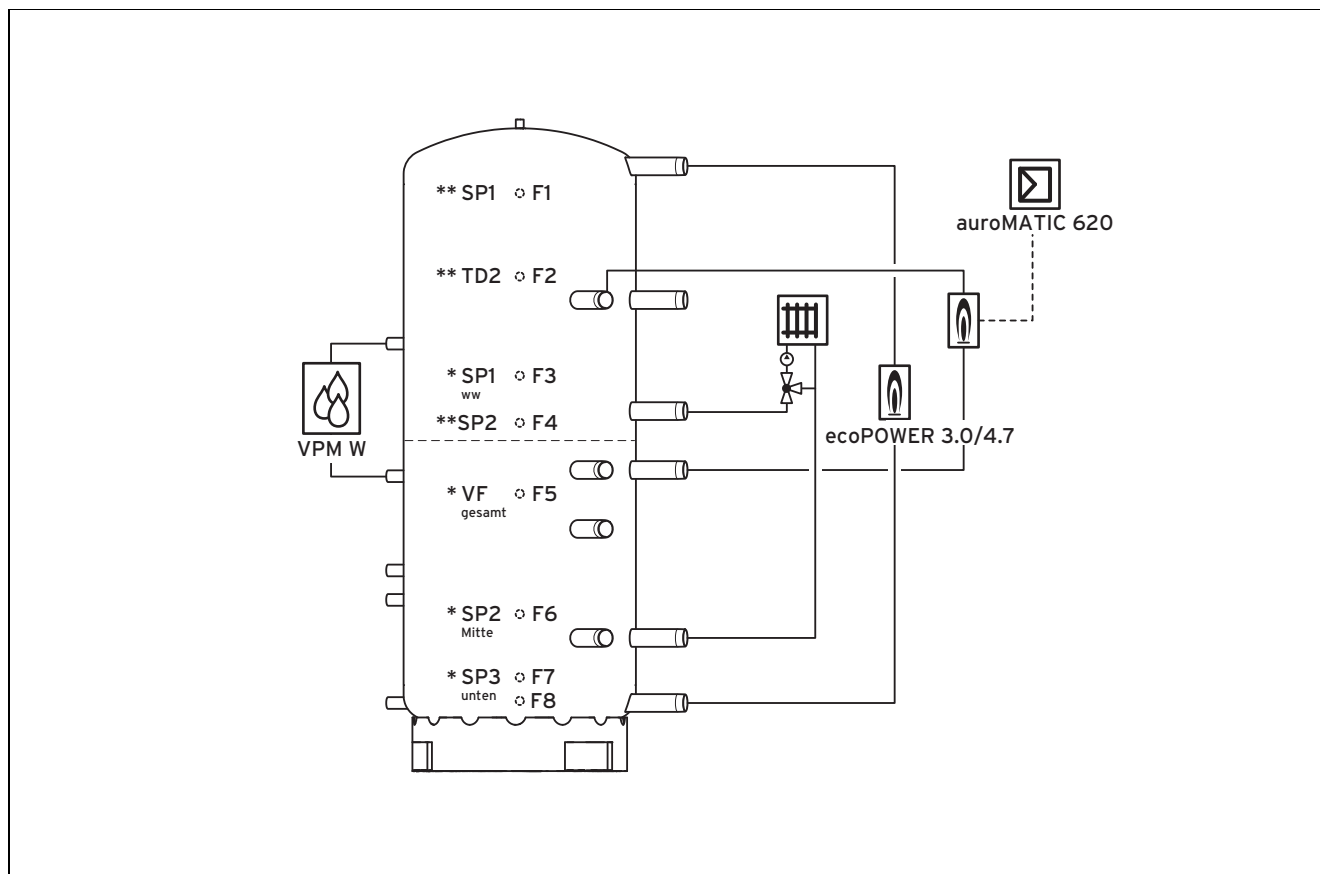 ** SP1 F1
auroMATIC 620
** TD2 F2
* SP1 F3
ww
**SP2 F4
ecoPOWER 3.0/4.7
VPM W
* VF F5
gesamt
* SP2 F6
Mitte
* SP3 F7
unten F8